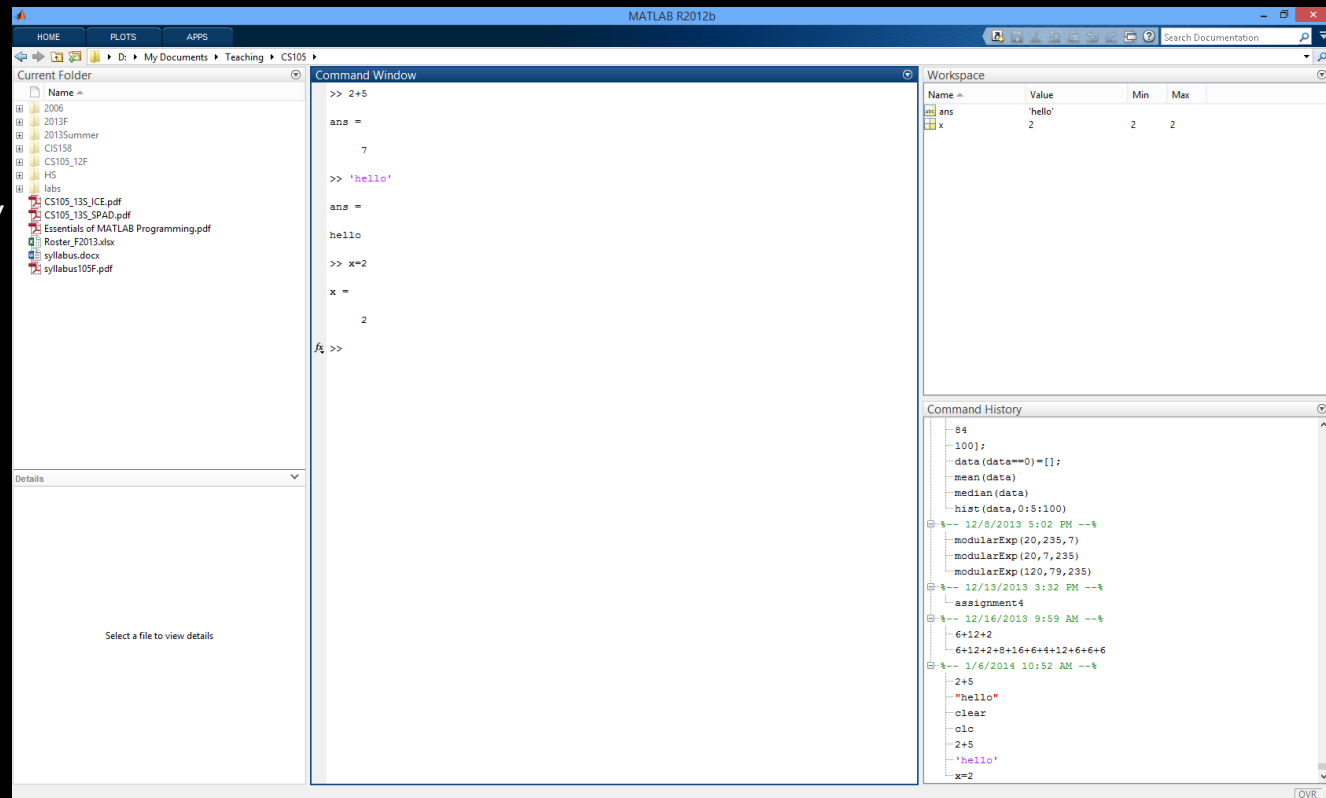 MATLAB R2012b
HOME PLOTS APPS
Search Documentation
D: My Documents Teaching CS105
Current Folder
Name
2006
2013F
2013Summer
CIS158
CS105_12F
HS
labs
CS105_13S_ICE.pdf
CS105_13S_SPAD.pdf
Essentials of MATLAB Programming.pdf
Roster_F2013.xlsx
syllabus.docx
syllabus105F.pdf
Details
Select a file to view details
Command Window
>> 2+5
ans =
7
>> 'hello'
ans =
hello
>> x=2
x =
2
fx >>
Workspace
Name Value Min Max
abc ans 'hello'
x 2 2 2
Command History
84
100];
data(data==0)=[];
mean(data)
median(data)
hist(data,0:5:100)
%-- 12/8/2013 5:02 PM --%
modularExp(20,235,7)
modularExp(20,7,235)
modularExp(120,79,235)
%-- 12/13/2013 3:32 PM --%
assignment4
%-- 12/16/2013 9:59 AM --%
6+12+2
6+12+2+8+16+6+4+12+6+6+6
%-- 1/6/2014 10:52 AM --%
2+5
"hello"
clear
clc
2+5
'hello'
x=2
OVR